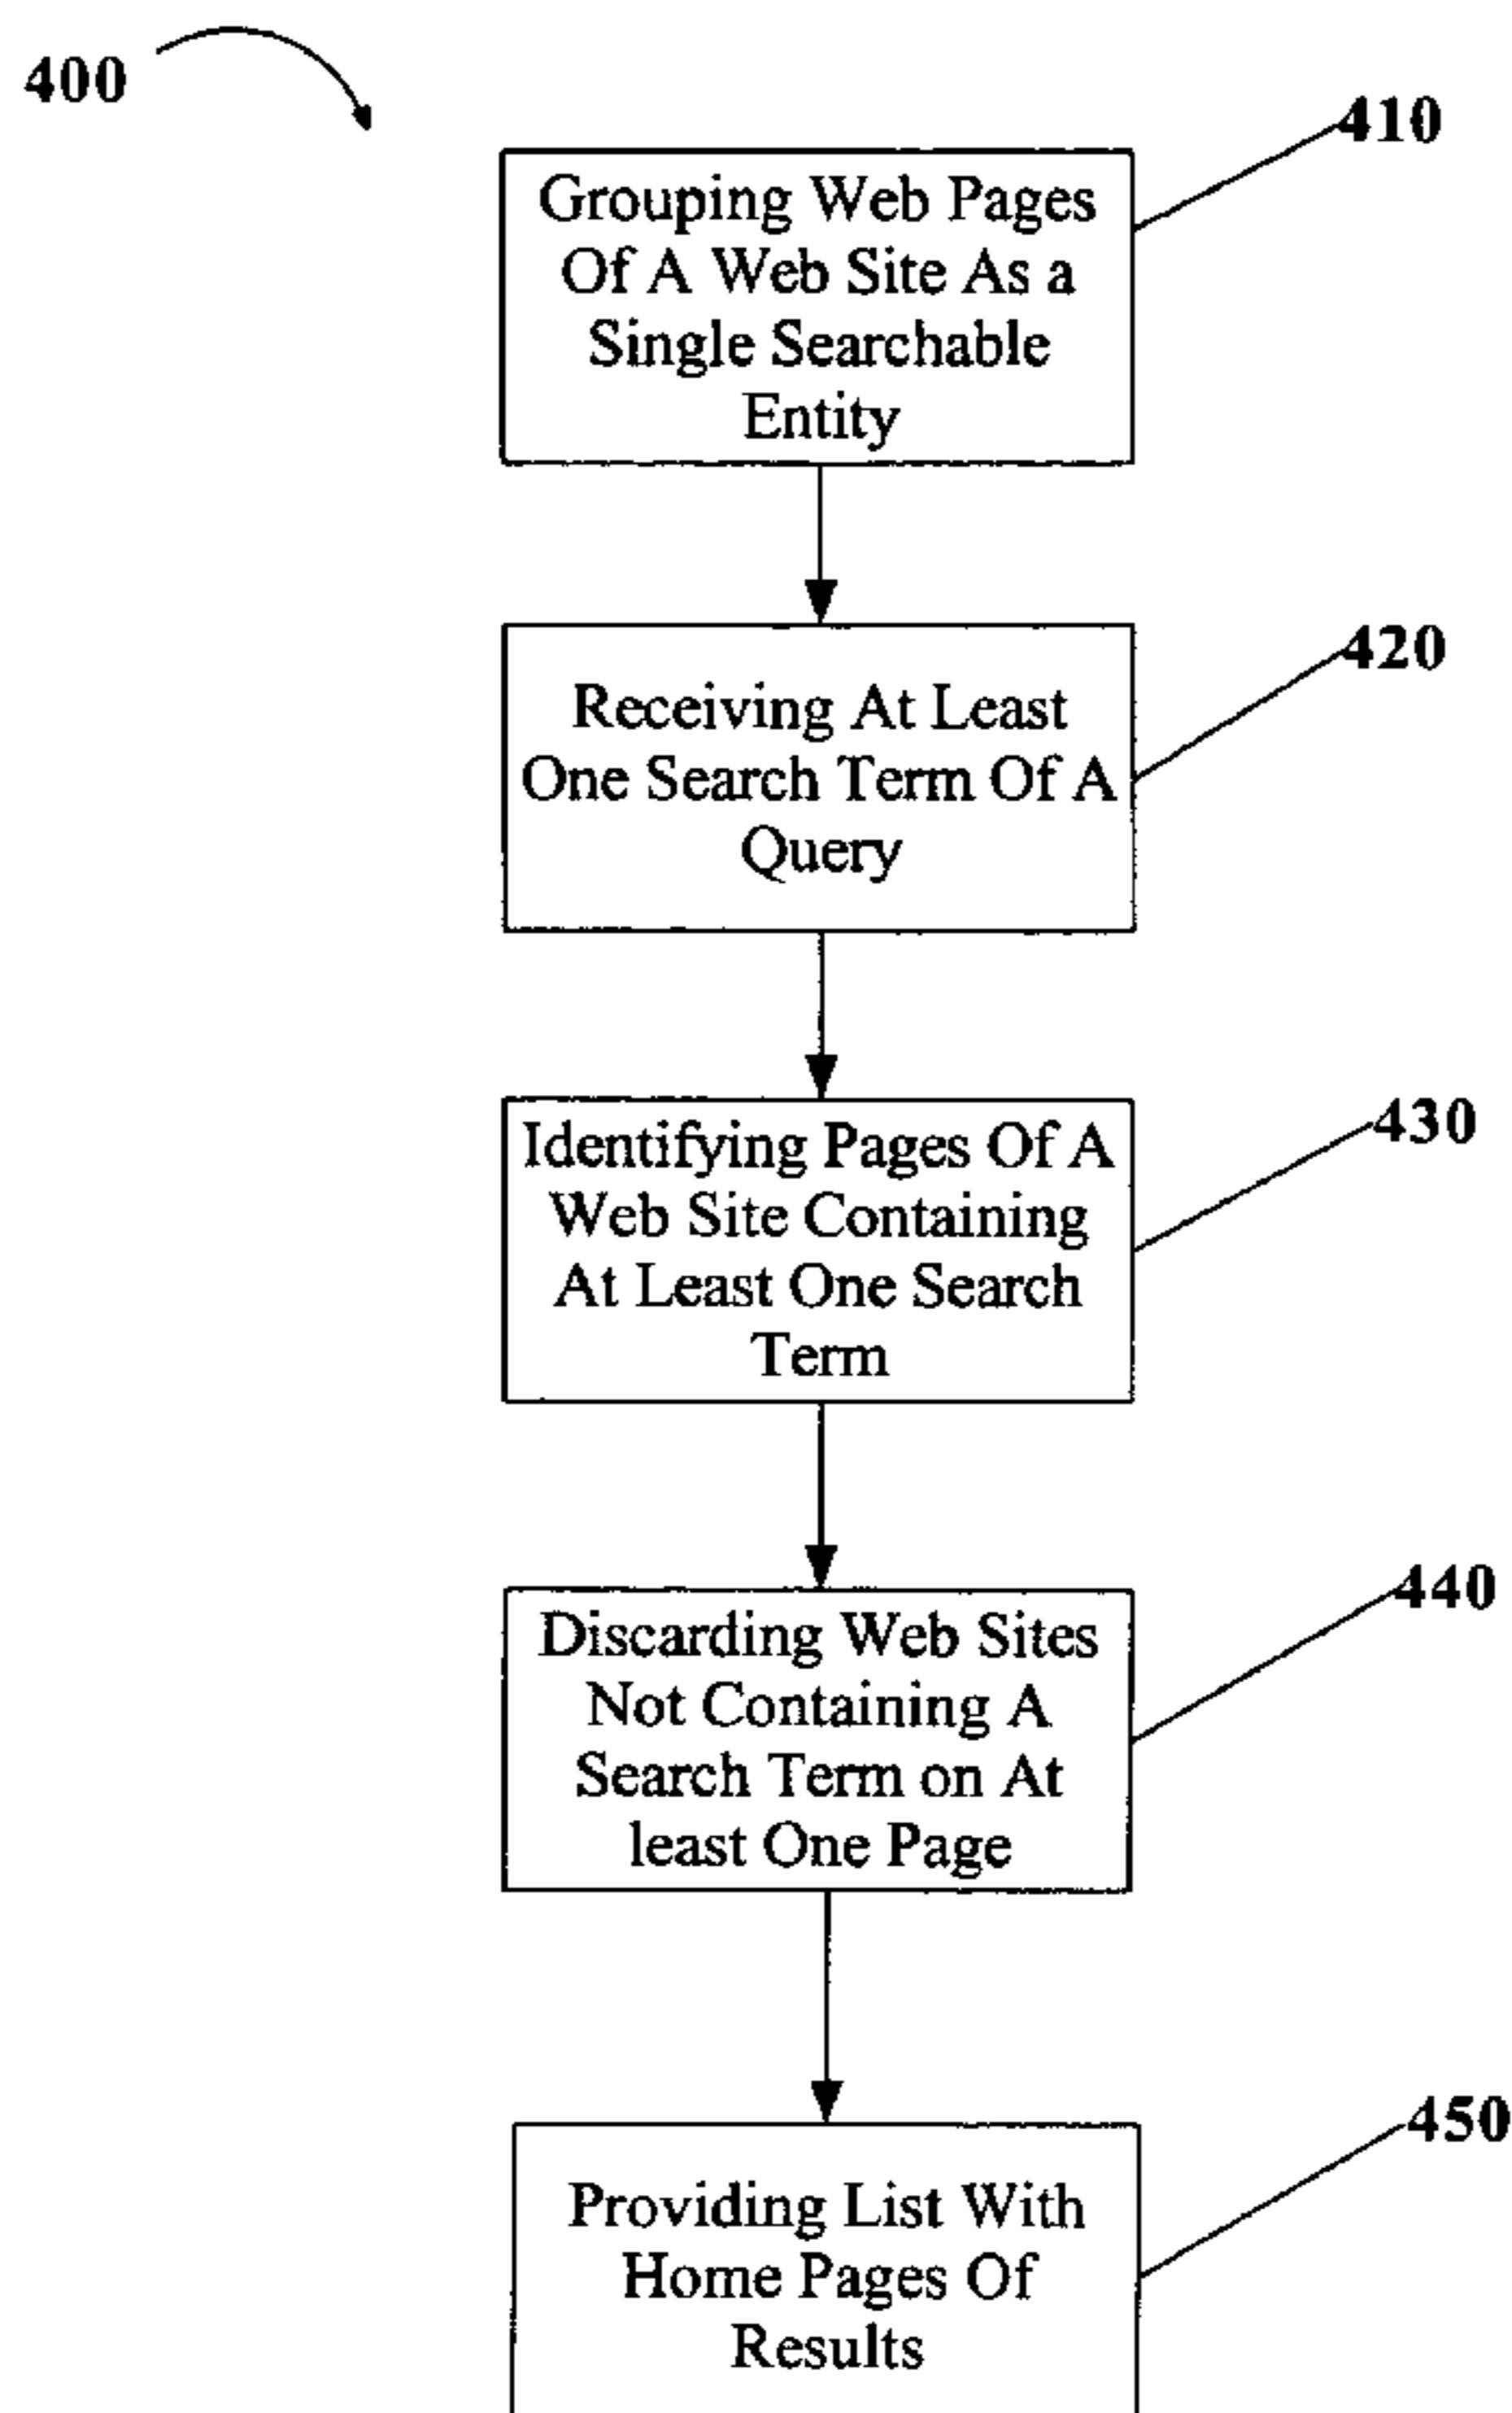 400
410
Grouping Web Pages
Of A Web Site As a
Single Searchable
Entity
420
Receiving At Least
One Search Term Of A
Query
430
Identifying Pages Of A
Web Site Containing
At Least One Search
Term
440
Discarding Web Sites
Not Containing A
Search Term on At
least One Page
450
Providing List With
Home Pages Of
Results